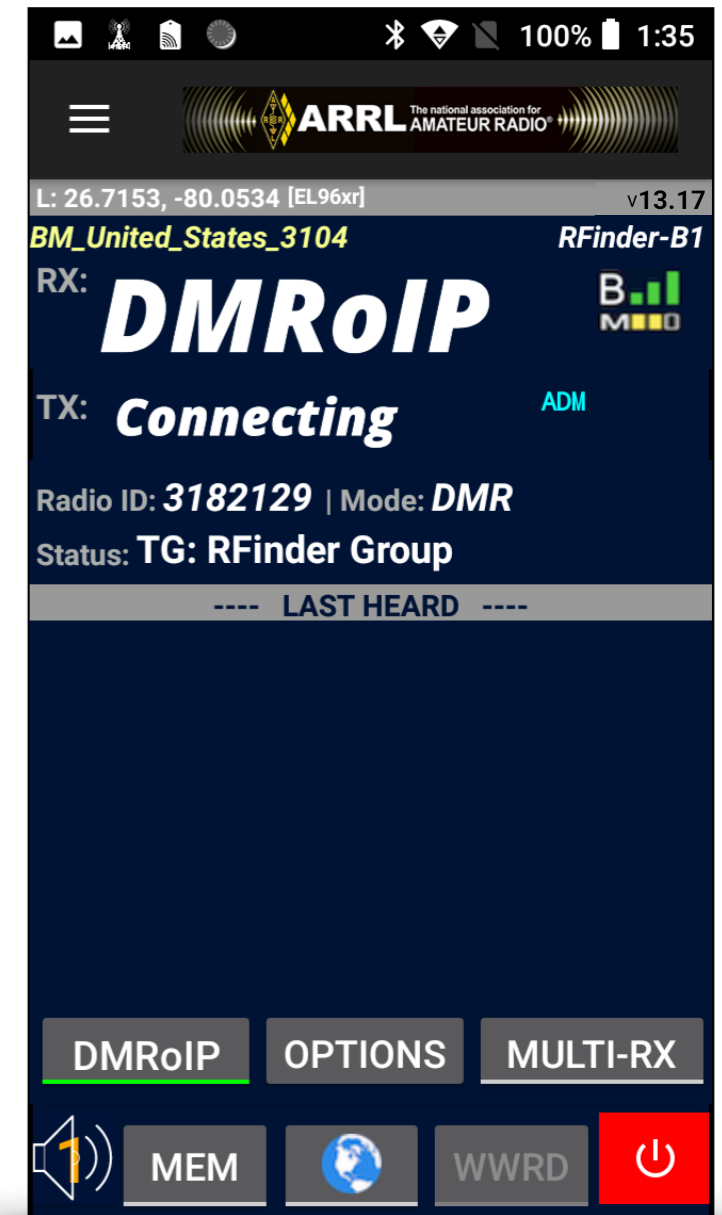 100% 1:35
ARRL The national association for AMATEUR RADIO®
L: 26.7153, -80.0534 [EL96xr] v13.17
BM_United_States_3104 RFinder-B1
RX: DMRoIP B
M D
TX: Connecting ADM
Radio ID: 3182129 | Mode: DMR
Status: TG: RFinder Group
---- LAST HEARD ----
DMRoIP OPTIONS MULTI-RX
1 MEM WWRD